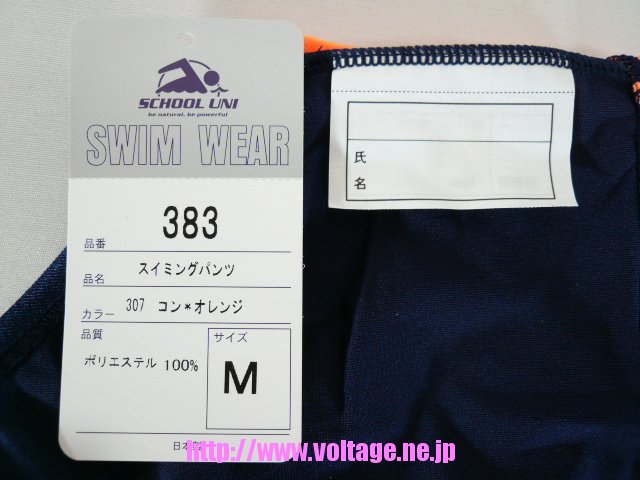 SCHOOL UNI
be natural. be powerful
SWIM WEAR
品番 383
品名 スイミングパンツ
カラー 307 コン*オレンジ
品質
ポリエステル 100%
サイズ
M
日本
http://www.voltage.ne.jp
氏
名